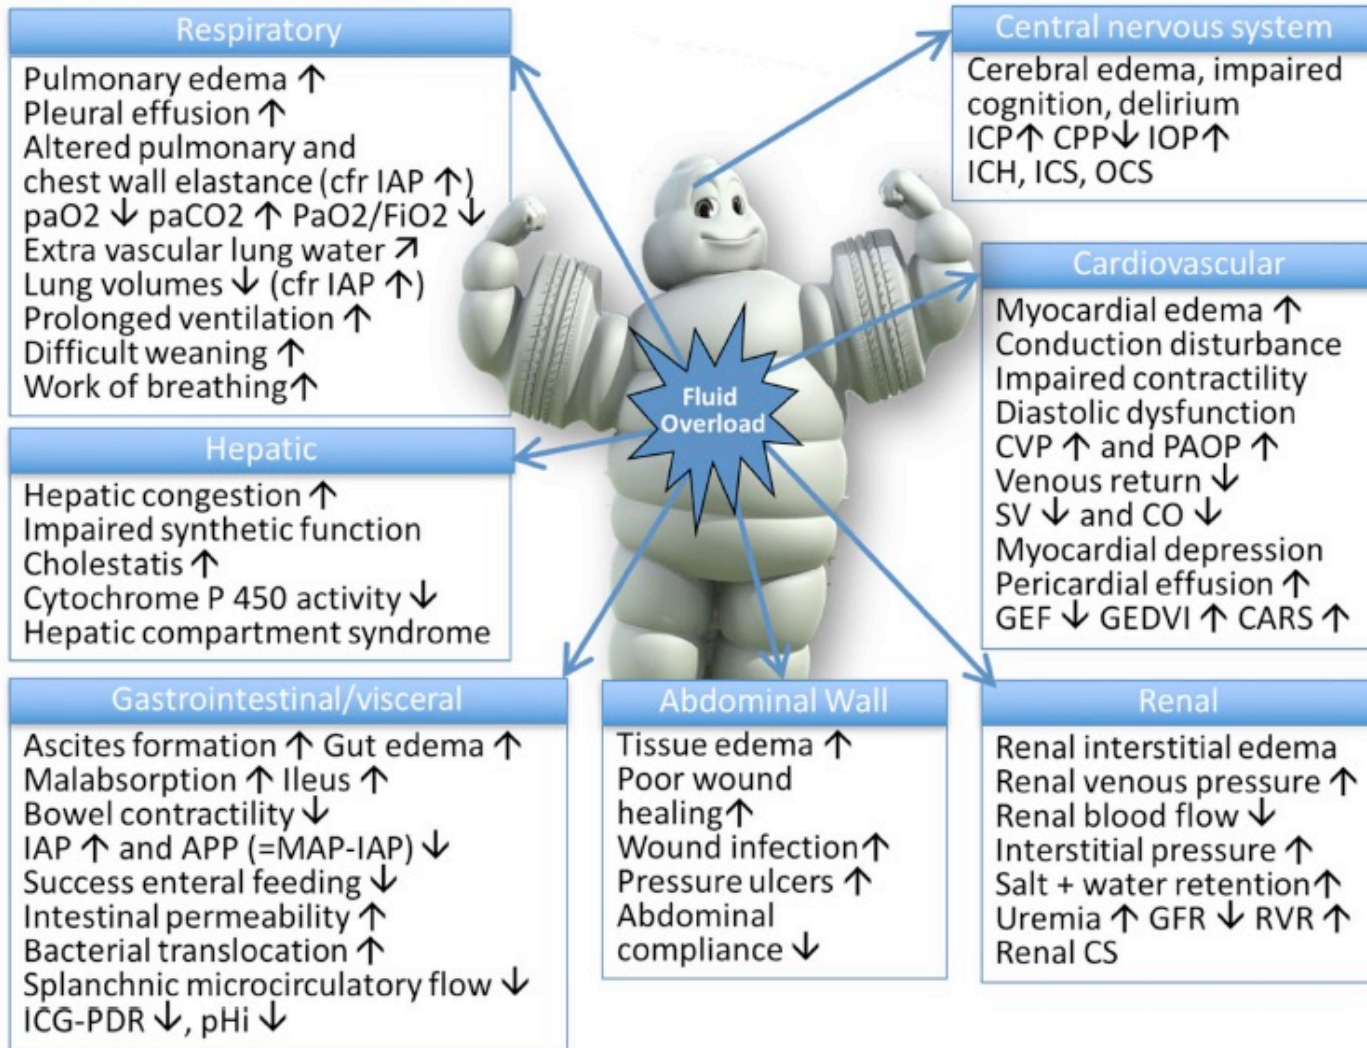 Respiratory
Pulmonary edema ↑
Pleural effusion ↑
Altered pulmonary and
chest wall elastance (cfr IAP ↑)
paO2 ↓ paCO2 ↑ PaO2/FiO2 ↓
Extra vascular lung water ↗
Lung volumes ↓ (cfr IAP ↑)
Prolonged ventilation ↑
Difficult weaning ↑
Work of breathing↑
Central nervous system
Cerebral edema, impaired
cognition, delirium
ICP↑ CPP↓ IOP↑
ICH, ICS, OCS
Cardiovascular
Myocardial edema ↑
Conduction disturbance
Impaired contractility
Diastolic dysfunction
CVP ↑ and PAOP ↑
Venous return ↓
SV ↓ and CO ↓
Myocardial depression
Pericardial effusion ↑
GEF ↓ GEDVI ↑ CARS ↑
Fluid
Overload
Hepatic
Hepatic congestion ↑
Impaired synthetic function
Cholestatis ↑
Cytochrome P 450 activity ↓
Hepatic compartment syndrome
Gastrointestinal/visceral
Ascites formation ↑ Gut edema ↑
Malabsorption ↑ Ileus ↑
Bowel contractility ↓
IAP ↑ and APP (=MAP-IAP) ↓
Success enteral feeding ↓
Intestinal permeability ↑
Bacterial translocation ↑
Splanchnic microcirculatory flow ↓
ICG-PDR ↓, pHi ↓
Abdominal Wall
Tissue edema ↑
Poor wound
healing↑
Wound infection↑
Pressure ulcers ↑
Abdominal
compliance ↓
Renal
Renal interstitial edema
Renal venous pressure ↑
Renal blood flow ↓
Interstitial pressure ↑
Salt + water retention↑
Uremia ↑ GFR ↓ RVR ↑
Renal CS